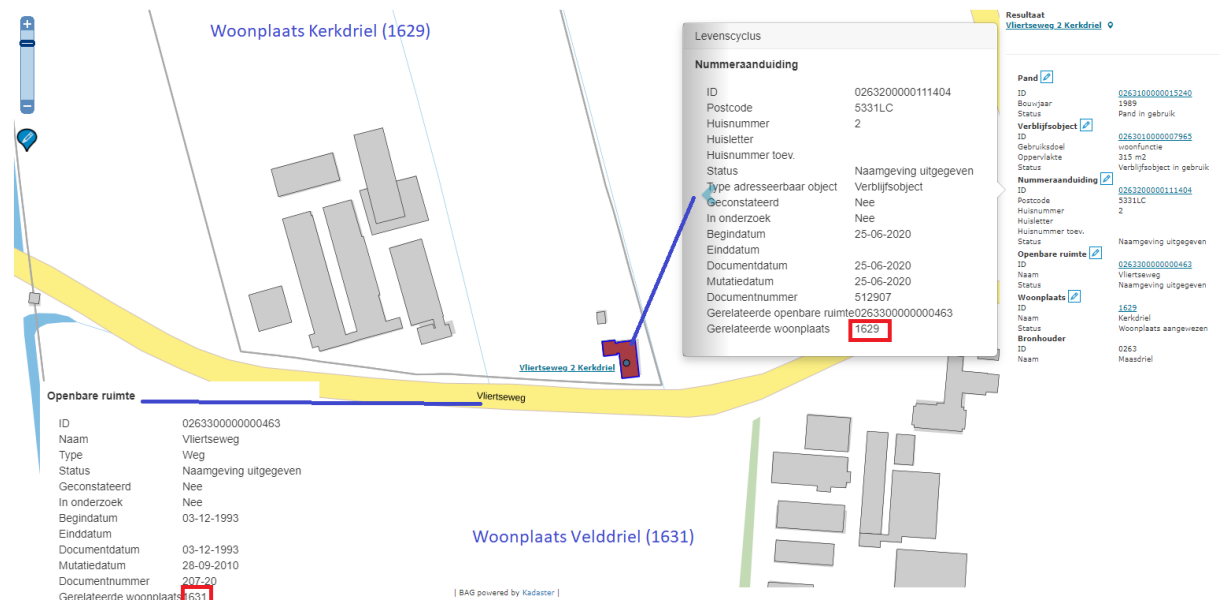 Woonplaats Kerkdriel (1629)
Levenscyclus
Nummeraanduiding
ID 0263200000111404
Postcode 5331LC
Huisnummer 2
Huisletter
Huisnummer toev.
Status Naamgeving uitgegeven
Type adresseerbaar object Verblijfsobject
Geconstateerd Nee
In onderzoek Nee
Begindatum 25-06-2020
Einddatum
Documentdatum 25-06-2020
Mutatiedatum 25-06-2020
Documentnummer 512907
Gerelateerde openbare ruimte0263300000000463
Gerelateerde woonplaats 1629
Resultaat
Vliertseweg 2 Kerkdriel
Pand
ID 0263100000015240
Bouwjaar 1989
Status Pand in gebruik
Verblijfsobject
ID 0263010000007965
Gebruiksdoel woonfunctie
Oppervlakte 315 m2
Status Verblijfsobject in gebruik
Nummeraanduiding
ID 0263200000111404
Postcode 5331LC
Huisnummer 2
Huisletter
Huisnummer toev.
Status Naamgeving uitgegeven
Openbare ruimte
ID 0263300000000463
Naam Vliertseweg
Status Naamgeving uitgegeven
Woonplaats
ID 1629
Naam Kerkdriel
Status Woonplaats aangewezen
Bronhouder
ID 0263
Naam Maasdriel
Vliertseweg 2 Kerkdriel
Vliertseweg
Openbare ruimte
ID 0263300000000463
Naam Vliertseweg
Type Weg
Status Naamgeving uitgegeven
Geconstateerd Nee
In onderzoek Nee
Begindatum 03-12-1993
Einddatum
Documentdatum 03-12-1993
Mutatiedatum 28-09-2010
Documentnummer 207-20
Gerelateerde woonplaats1631
Woonplaats Velddriel (1631)
| BAG powered by Kadaster |